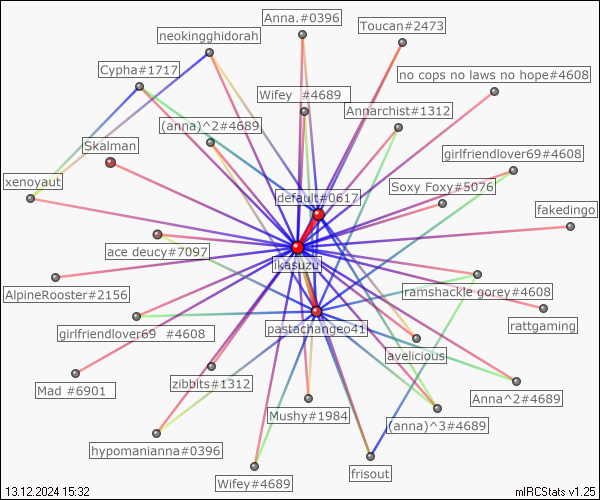 Anna.#0396
Toucan#2473
neokingghidorah
Cypha#1717
no cops no laws no hope#4608
Wifey  #4689
Annarchist#1312
(anna)^2#4689
Skalman
girlfriendlover69#4608
xenoyaut
Soxy Foxy#5076
default#0617
fakedingo
ace deucy#7097
ikasuzu
AlpineRooster#2156
ramshackle gorey#4608
rattgaming
girlfriendlover69  #4608
pastachangeo41
avelicious
Mad  #6901
zibbits#1312
Anna^2#4689
Mushy#1984
(anna)^3#4689
hypomanianna#0396
frisout
Wifey#4689
13.12.2024 15:32
mIRCStats v1.25